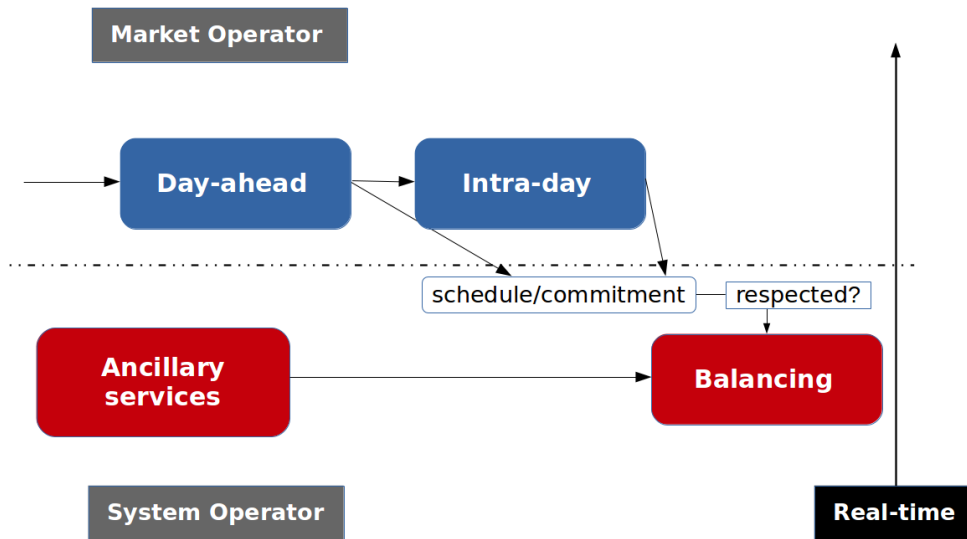 Market Operator
Day-ahead
Intra-day
schedule/commitment
respected?
Ancillary
services
Balancing
System Operator
Real-time